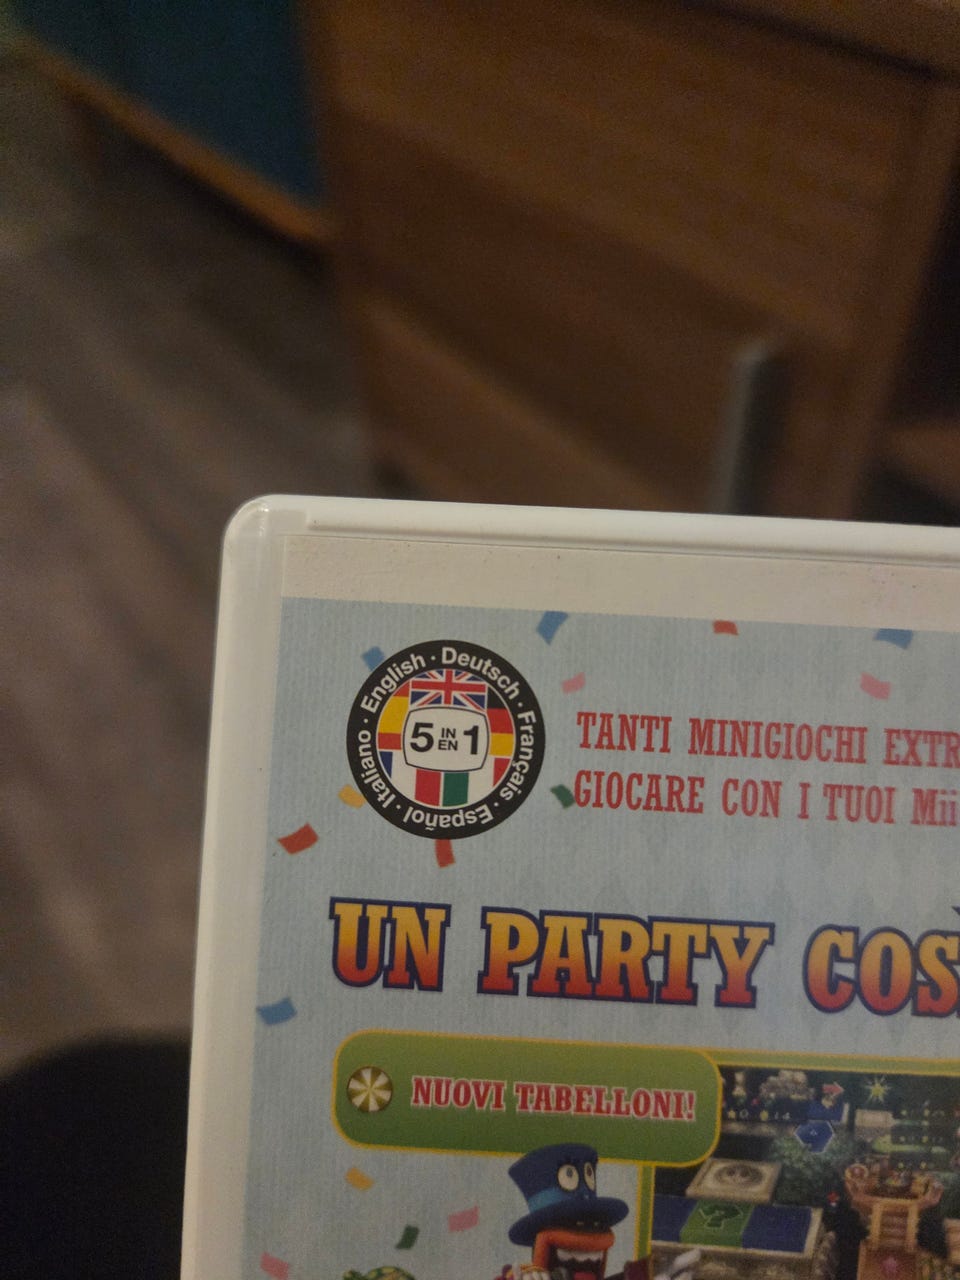 English · Deutsch · Français · Español · Italiano ·
5 IN EN 1
TANTI MINIGIOCHI EXTR
GIOCARE CON I TUOI Mii
UN PARTY COS
NUOVI TABELLONI!